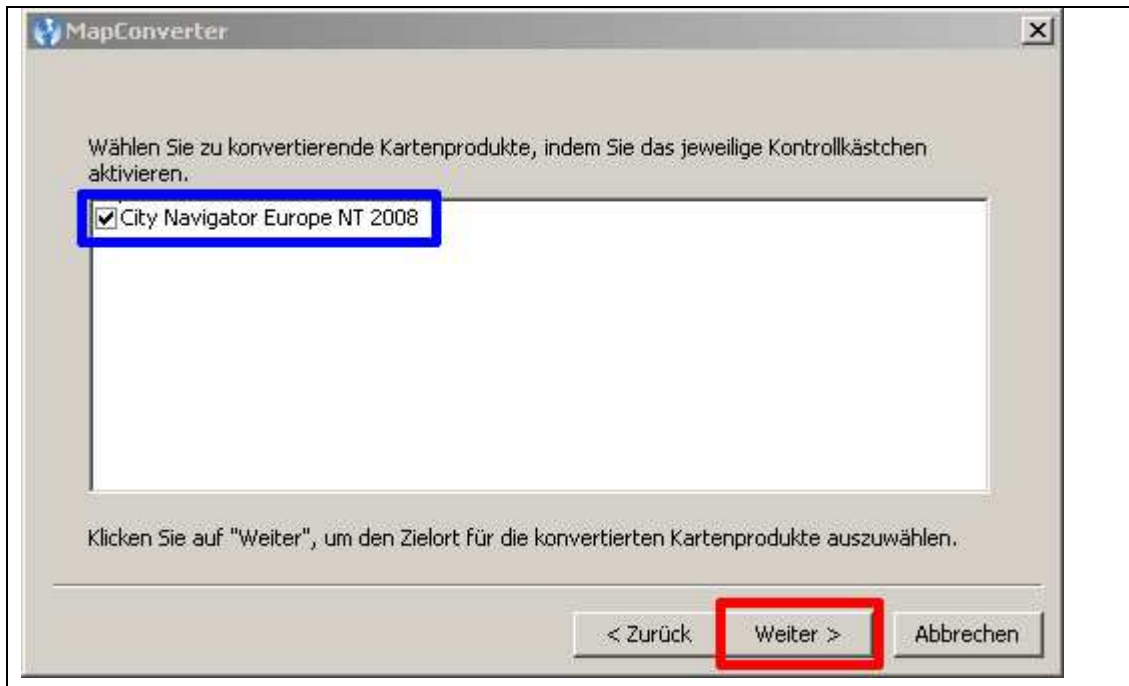 MapConverter
Wählen Sie zu konvertierende Kartenprodukte, indem Sie das jeweilige Kontrollkästchen
aktivieren.
City Navigator Europe NT 2008
Klicken Sie auf "Weiter", um den Zielort für die konvertierten Kartenprodukte auszuwählen.
< Zurück
Weiter >
Abbrechen